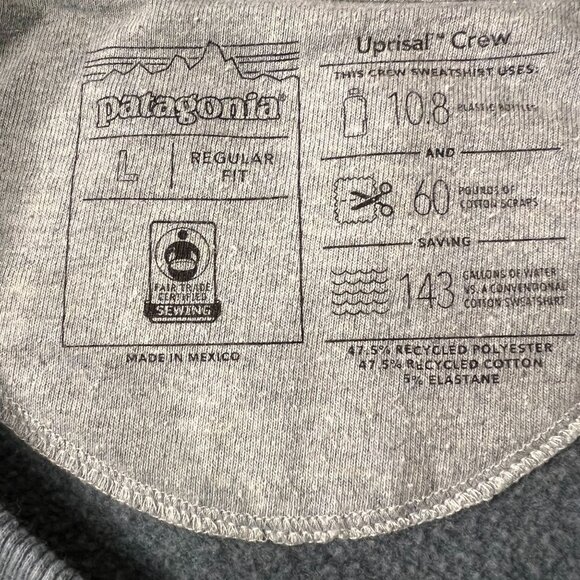 patagonia®
L
REGULAR
FIT
FAIR TRADE
CERTIFIED
SEWING
MADE IN MEXICO
Uprisal™ Crew
THIS CREW SWEATSHIRT USES:
10.8 PLASTIC BOTTLES
AND
60 POUNDS OF
COTTON SCRAPS
SAVING
143 GALLONS OF WATER
VS. A CONVENTIONAL
COTTON SWEATSHIRT
47.5% RECYCLED POLYESTER
47.5% RECYCLED COTTON
5% ELASTANE